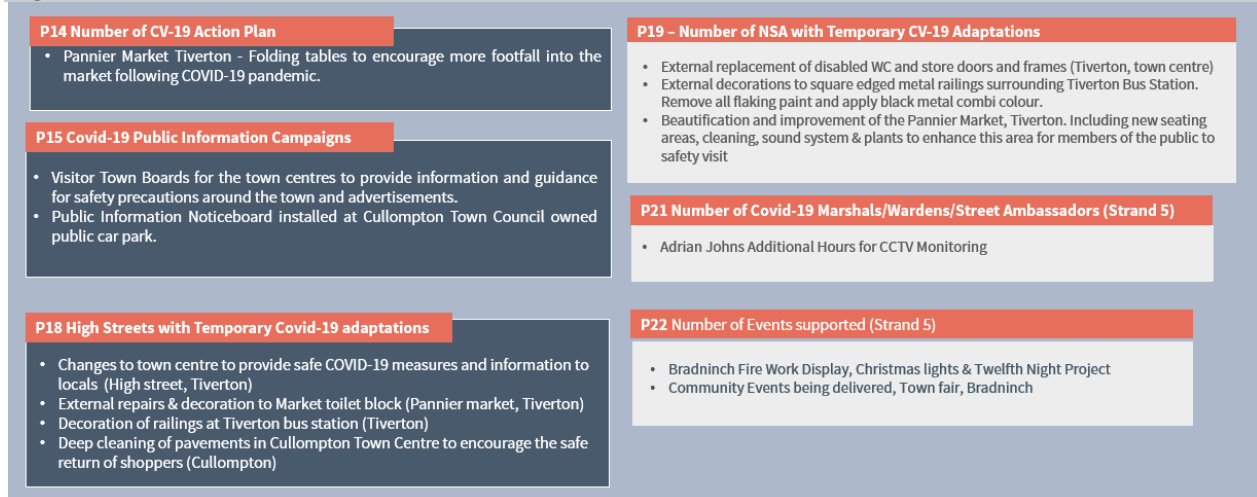 P14 Number of CV-19 Action Plan
• Pannier Market Tiverton - Folding tables to encourage more footfall into the
market following COVID-19 pandemic.
P15 Covid-19 Public Information Campaigns
• Visitor Town Boards for the town centres to provide information and guidance
for safety precautions around the town and advertisements.
• Public Information Noticeboard installed at Cullompton Town Council owned
public car park.
P18 High Streets with Temporary Covid-19 adaptations
• Changes to town centre to provide safe COVID-19 measures and information to
locals (High street, Tiverton)
• External repairs & decoration to Market toilet block (Pannier market, Tiverton)
• Decoration of railings at Tiverton bus station (Tiverton)
• Deep cleaning of pavements in Cullompton Town Centre to encourage the safe
return of shoppers (Cullompton)
P19 – Number of NSA with Temporary CV-19 Adaptations
• External replacement of disabled WC and store doors and frames (Tiverton, town centre)
• External decorations to square edged metal railings surrounding Tiverton Bus Station.
Remove all flaking paint and apply black metal combi colour.
• Beautification and improvement of the Pannier Market, Tiverton. Including new seating
areas, cleaning, sound system & plants to enhance this area for members of the public to
safety visit
P21 Number of Covid-19 Marshals/Wardens/Street Ambassadors (Strand 5)
• Adrian Johns Additional Hours for CCTV Monitoring
P22 Number of Events supported (Strand 5)
• Bradninch Fire Work Display, Christmas lights & Twelfth Night Project
• Community Events being delivered, Town fair, Bradninch